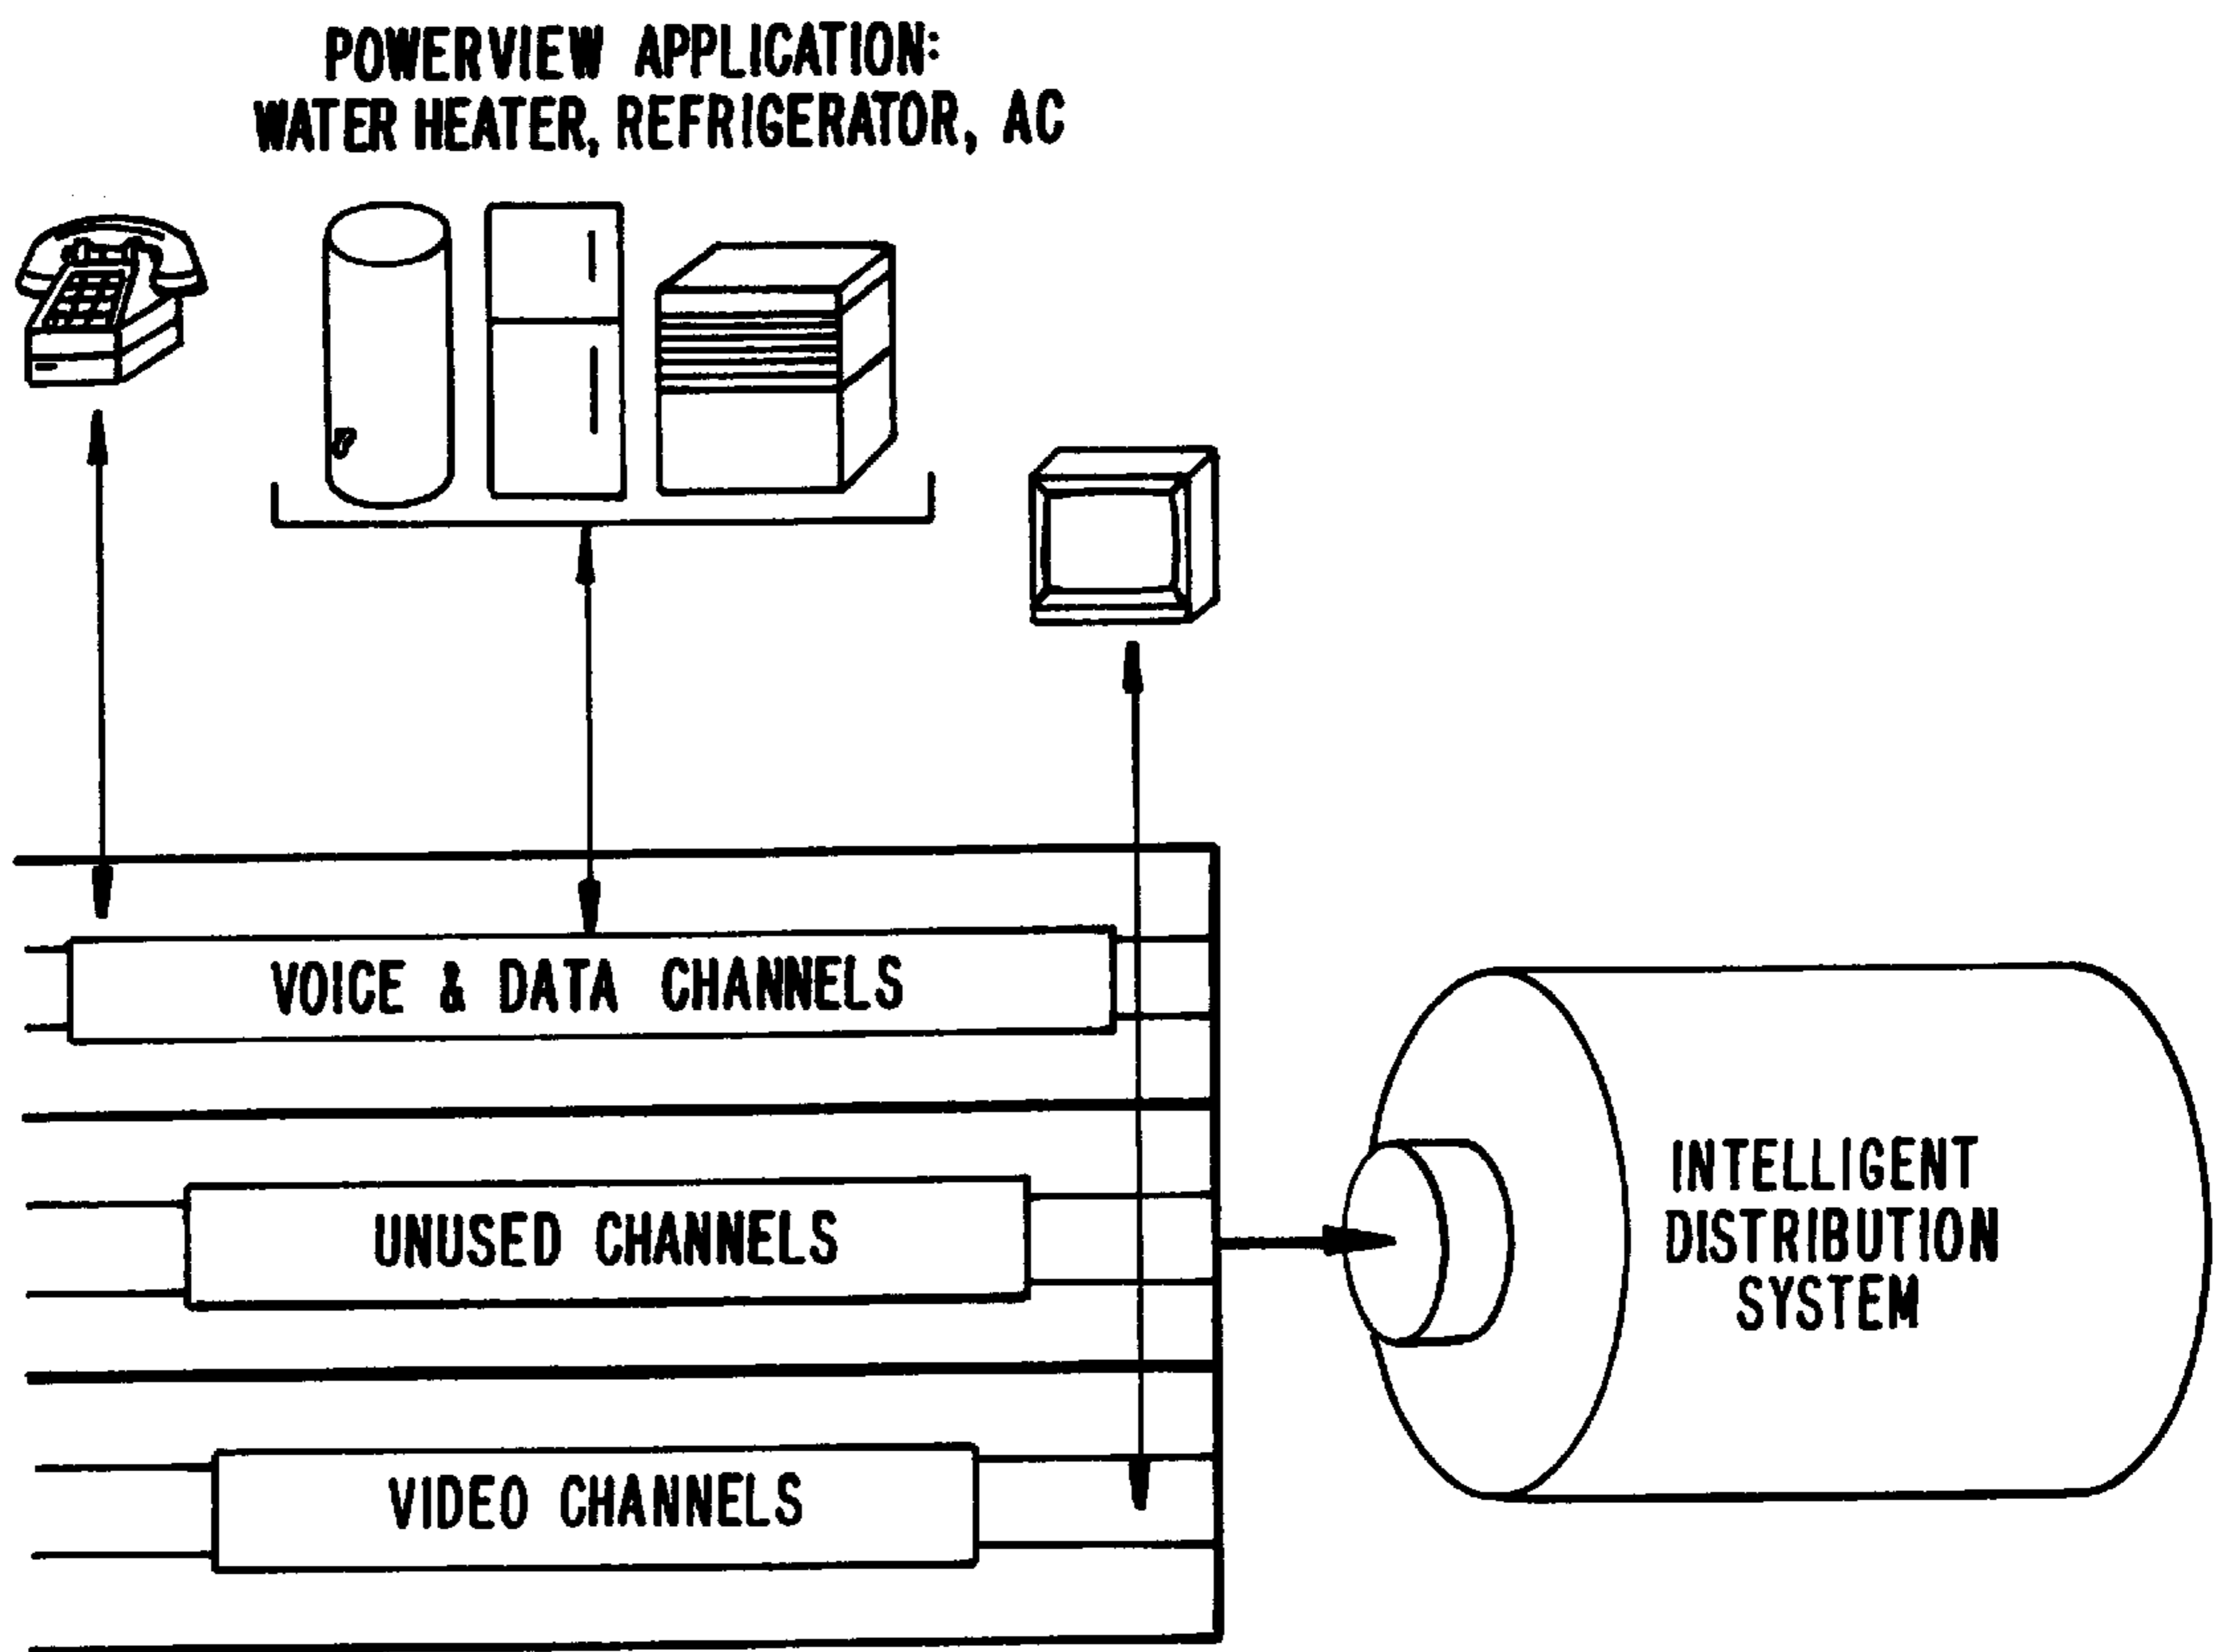 POWERVIEW APPLICATION:
WATER HEATER, REFRIGERATOR, AC
VOICE & DATA CHANNELS
UNUSED CHANNELS
VIDEO CHANNELS
INTELLIGENT
DISTRIBUTION
SYSTEM